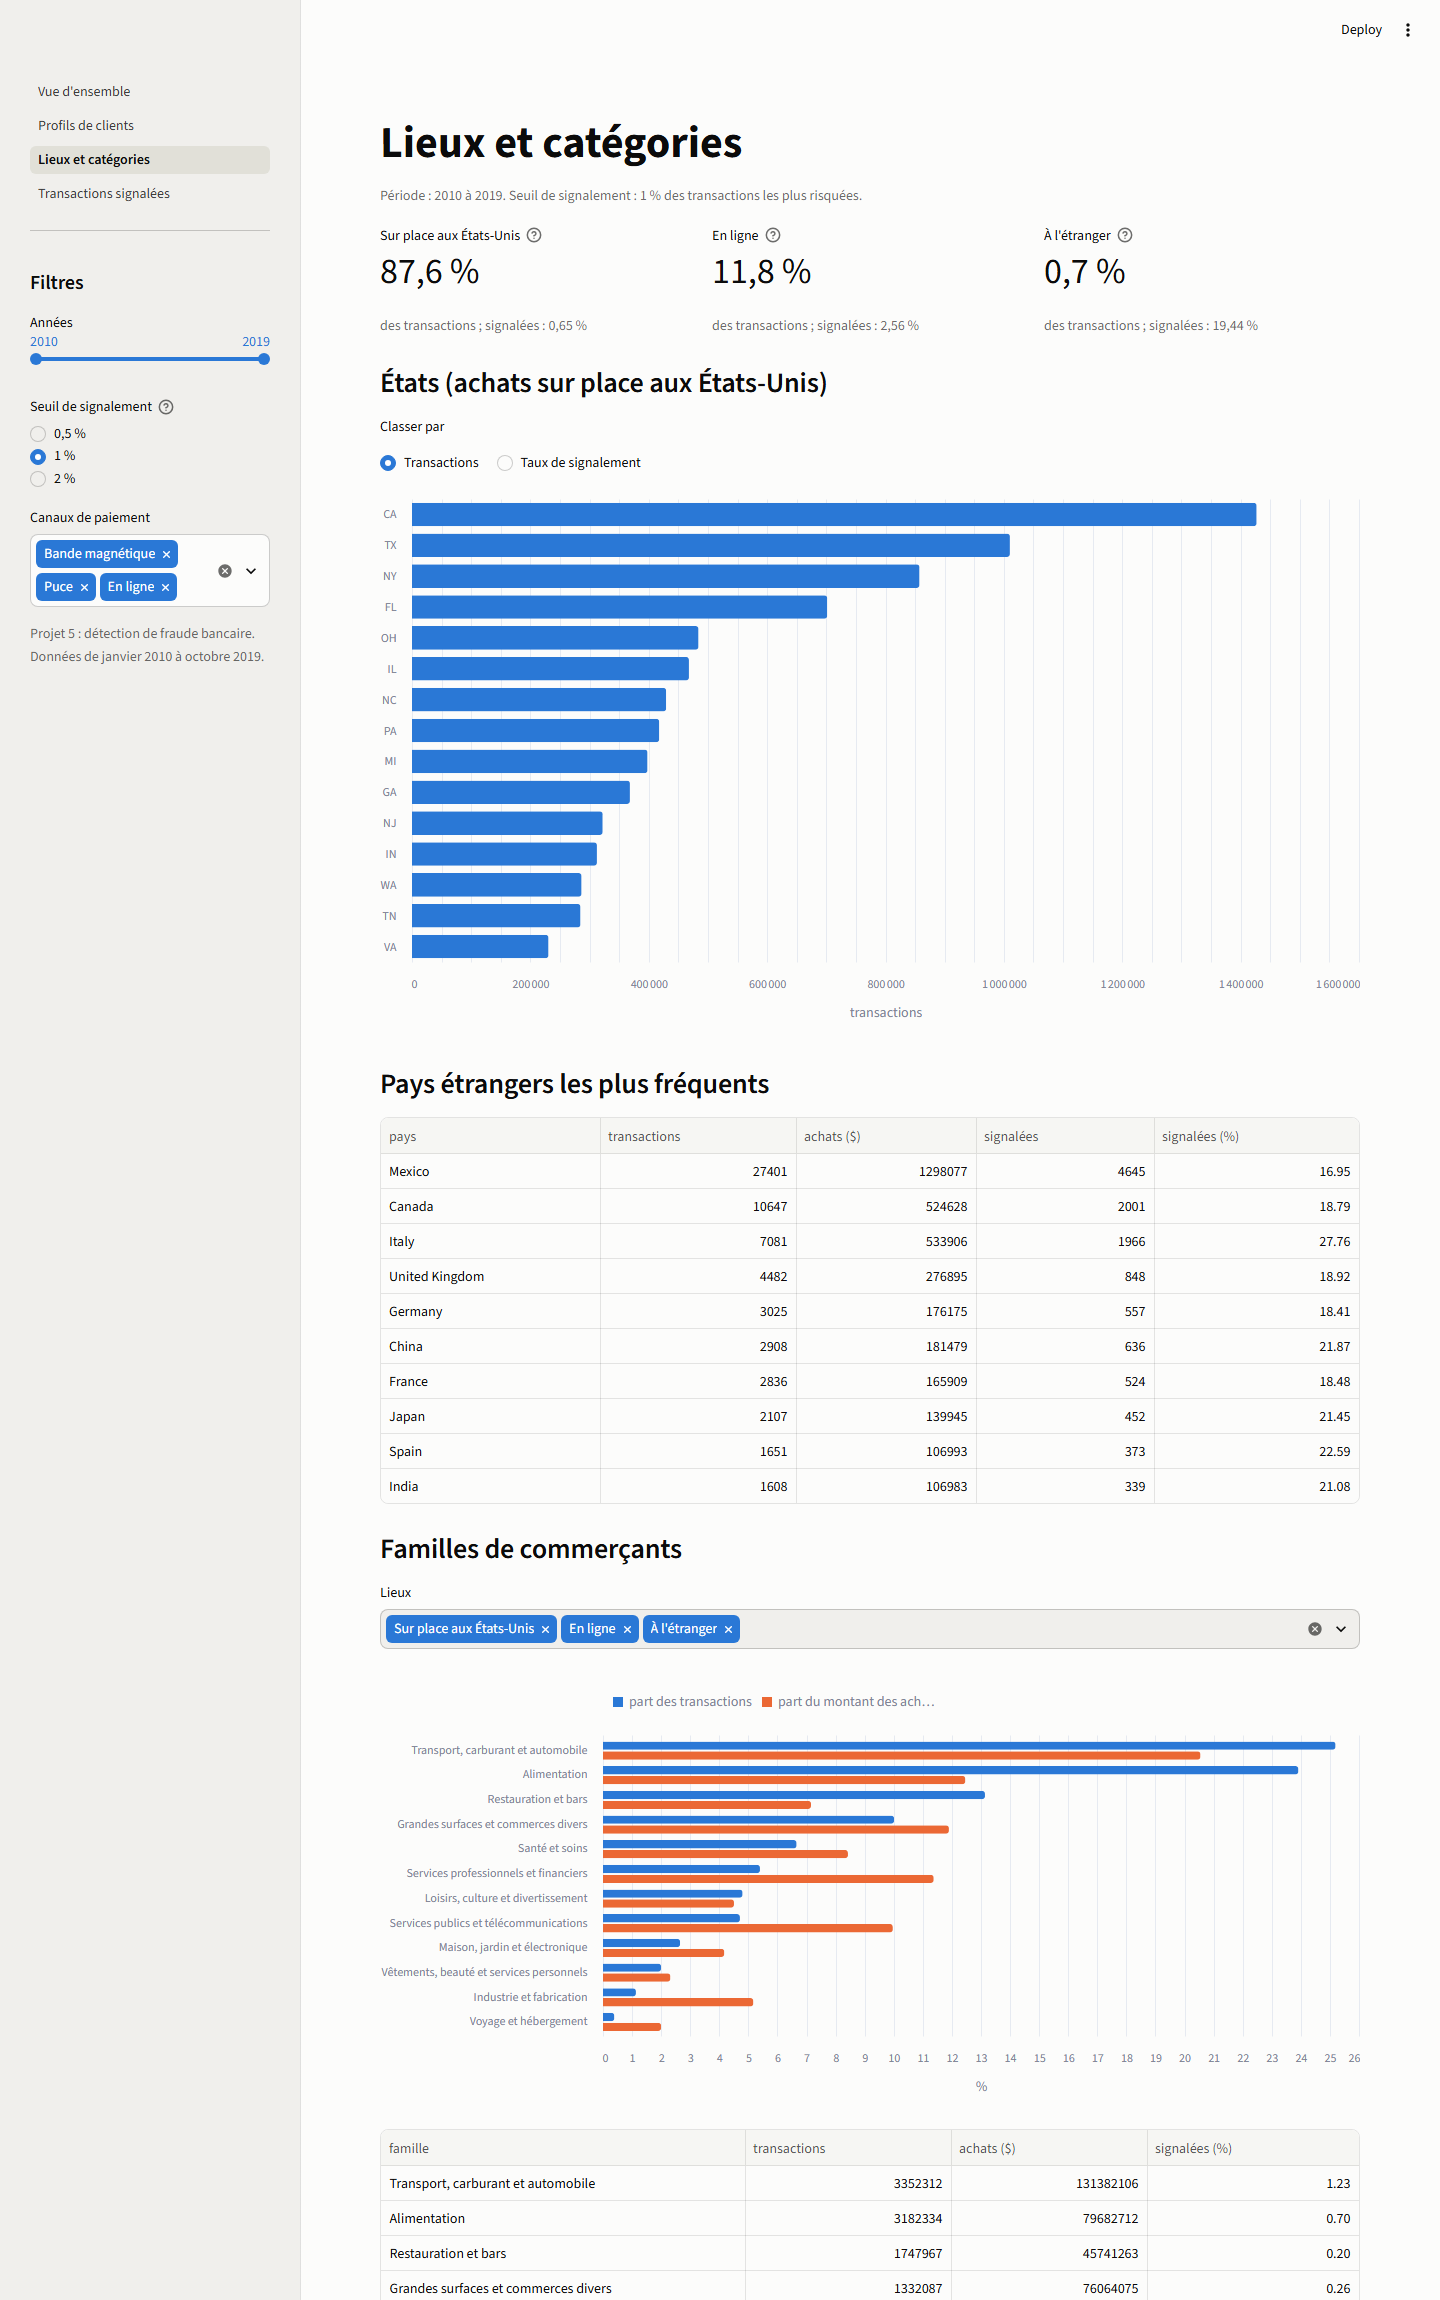 Deploy
Vue d'ensemble
Profils de clients
Lieux et catégories
Transactions signalées
Filtres
Années
2010 2019
Seuil de signalement
0,5 %
1 %
2 %
Canaux de paiement
Bande magnétique
Puce En ligne
Projet 5 : détection de fraude bancaire.
Données de janvier 2010 à octobre 2019.
Lieux et catégories
Période : 2010 à 2019. Seuil de signalement : 1 % des transactions les plus risquées.
Sur place aux États-Unis En ligne À l'étranger
87,6 % 11,8 % 0,7 %
des transactions ; signalées : 0,65 % des transactions ; signalées : 2,56 % des transactions ; signalées : 19,44 %
États (achats sur place aux États-Unis)
Classer par
Transactions Taux de signalement
CA
TX
NY
FL
OH
IL
NC
PA
MI
GA
NJ
IN
WA
TN
VA
0 200 000 400 000 600 000 800 000 1 000 000 1 200 000 1 400 000 1 600 000
transactions
Pays étrangers les plus fréquents
pays transactions achats ($) signalées signalées (%)
Mexico 27401 1298077 4645 16.95
Canada 10647 524628 2001 18.79
Italy 7081 533906 1966 27.76
United Kingdom 4482 276895 848 18.92
Germany 3025 176175 557 18.41
China 2908 181479 636 21.87
France 2836 165909 524 18.48
Japan 2107 139945 452 21.45
Spain 1651 106993 373 22.59
India 1608 106983 339 21.08
Familles de commerçants
Lieux
Sur place aux États-Unis En ligne À l'étranger
part des transactions part du montant des ach…
Transport, carburant et automobile
Alimentation
Restauration et bars
Grandes surfaces et commerces divers
Santé et soins
Services professionnels et financiers
Loisirs, culture et divertissement
Services publics et télécommunications
Maison, jardin et électronique
Vêtements, beauté et services personnels
Industrie et fabrication
Voyage et hébergement
0 1 2 3 4 5 6 7 8 9 10 11 12 13 14 15 16 17 18 19 20 21 22 23 24 25 26
%
famille transactions achats ($) signalées (%)
Transport, carburant et automobile 3352312 131382106 1.23
Alimentation 3182334 79682712 0.70
Restauration et bars 1747967 45741263 0.20
Grandes surfaces et commerces divers 1332087 76064075 0.26